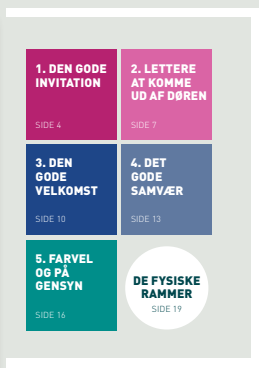 1. DEN GODE
INVITATION
SIDE 4
2. LETTERE
AT KOMME
UD AF DØREN
SIDE 7
3. DEN
GODE
VELKOMST
SIDE 10
4. DET
GODE
SAMVÆR
SIDE 13
5. FARVEL
OG PÅ
GENSYN
SIDE 16
DE FYSISKE
RAMMER
SIDE 19